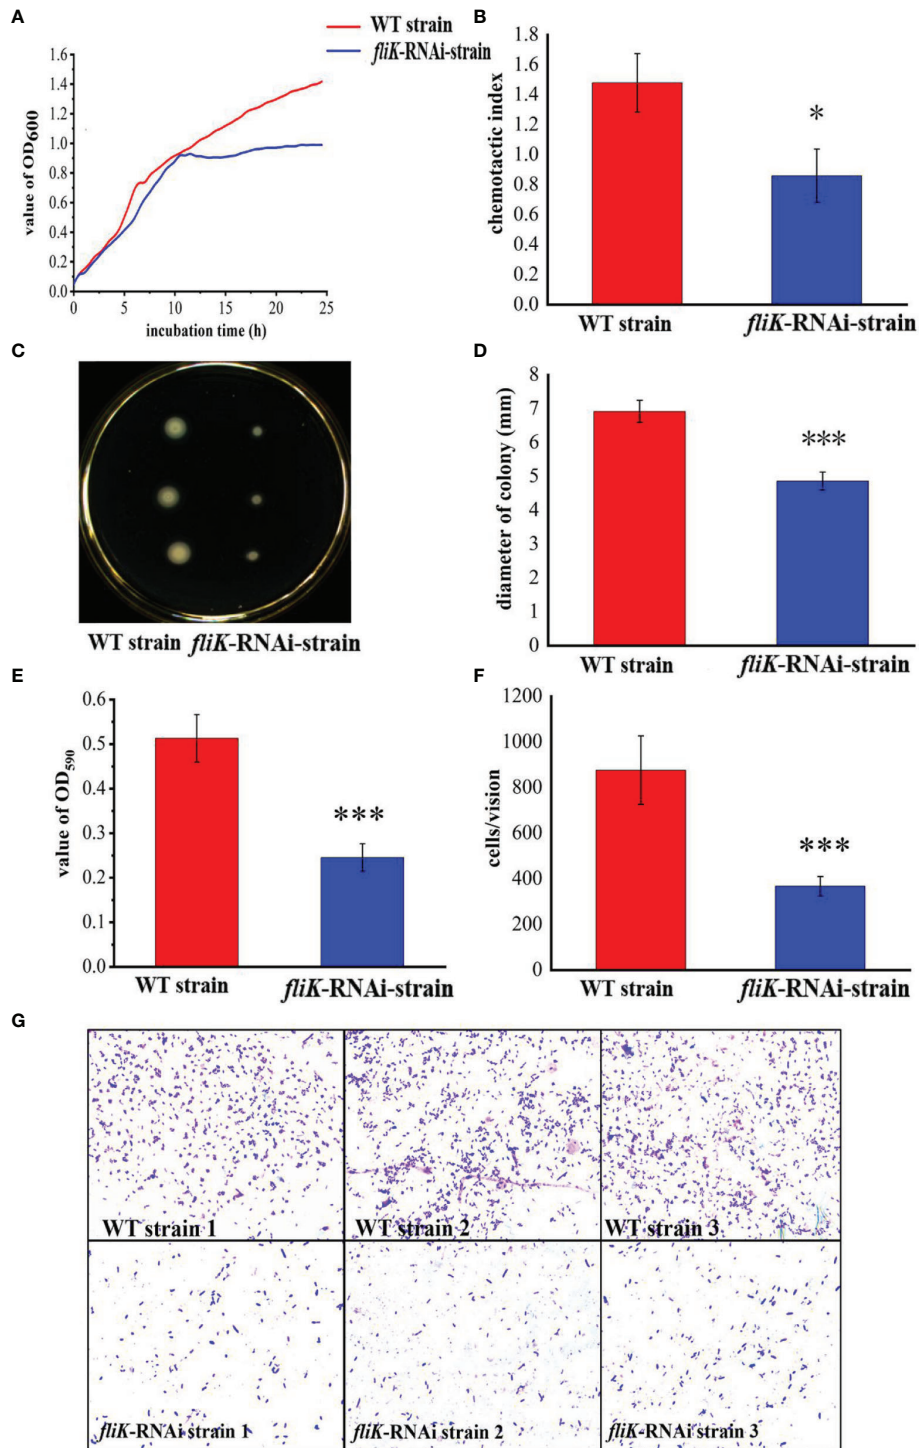 A
WT strain
fliK-RNAi-strain
value of OD600
1.6
1.4
1.2
1.0
0.8
0.6
0.4
0.2
0.0
0 5 10 15 20 25
incubation time (h)
B
chemotactic index
1.8
1.6
1.4
1.2
1.0
0.8
0.6
0.4
0.2
0.0
*
WT strain fliK-RNAi-strain
C
WT strain fliK-RNAi-strain
D
diameter of colony (mm)
8
7
6
5
4
3
2
1
0
***
WT strain fliK-RNAi-strain
E
value of OD590
0.6
0.5
0.4
0.3
0.2
0.1
0.0
***
WT strain fliK-RNAi-strain
F
cells/vision
1200
1000
800
600
400
200
0
***
WT strain fliK-RNAi-strain
G
WT strain 1 WT strain 2 WT strain 3
fliK-RNAi strain 1 fliK-RNAi strain 2 fliK-RNAi strain 3